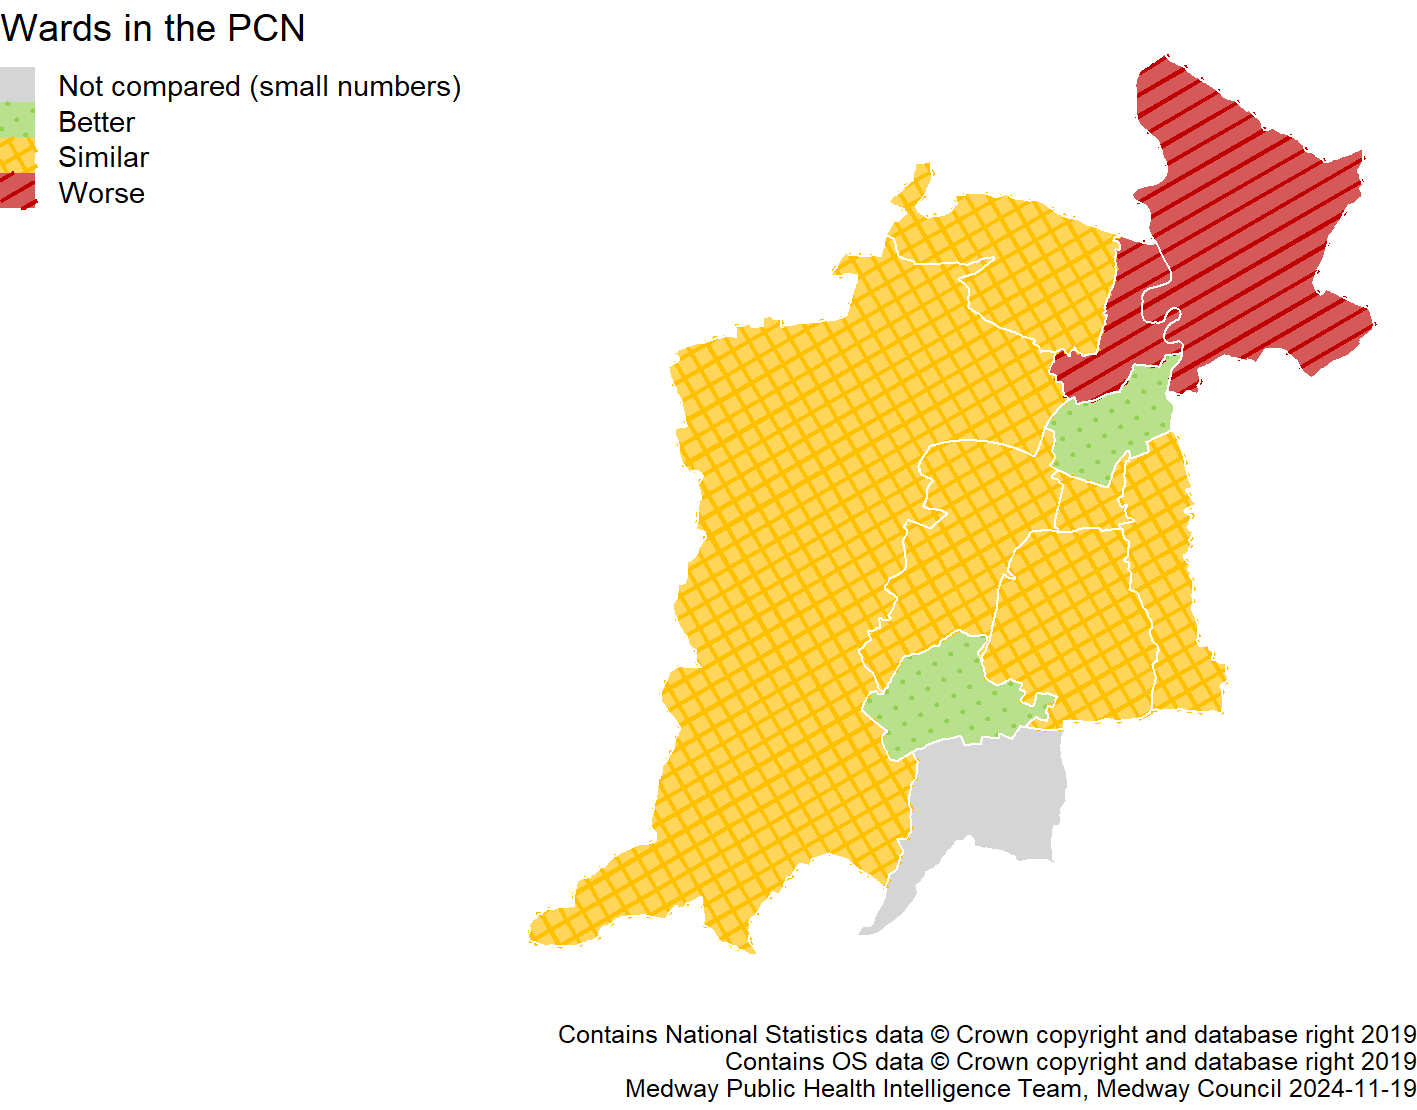 Wards in the PCN
Not compared (small numbers)
Better
Similar
Worse
Contains National Statistics data © Crown copyright and database right 2019
Contains OS data © Crown copyright and database right 2019
Medway Public Health Intelligence Team, Medway Council 2024-11-19